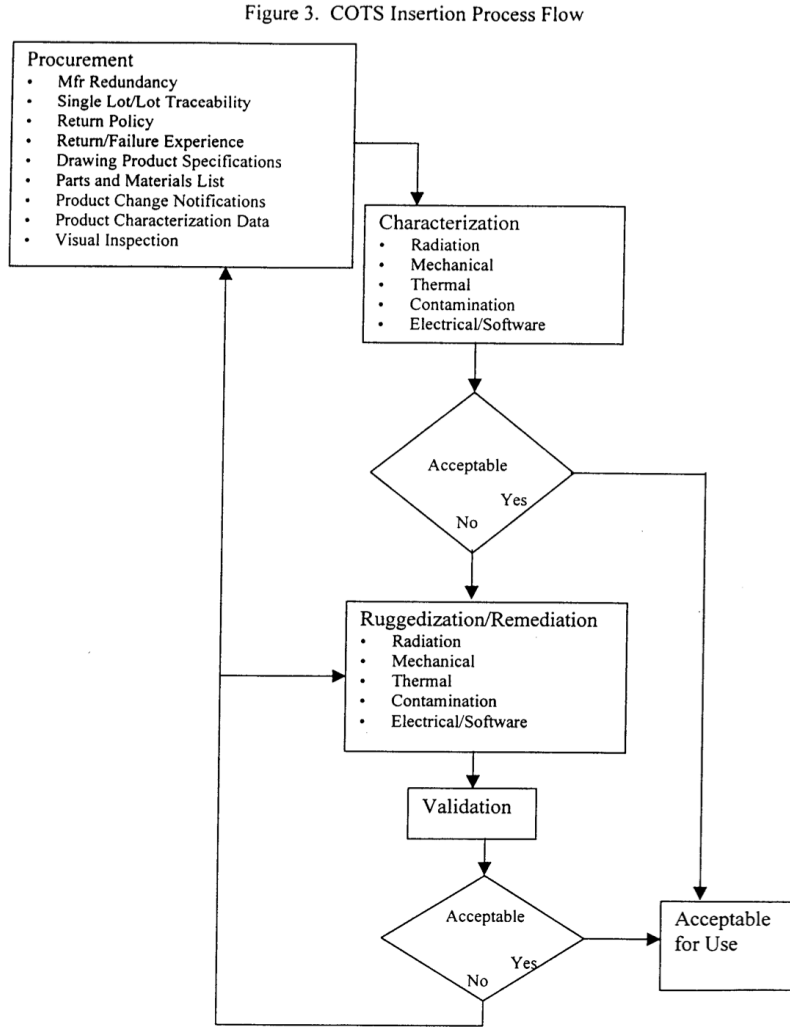 Figure 3. COTS Insertion Process Flow
Procurement
• Mfr Redundancy
• Single Lot/Lot Traceability
• Return Policy
• Return/Failure Experience
• Drawing Product Specifications
• Parts and Materials List
• Product Change Notifications
• Product Characterization Data
• Visual Inspection
Characterization
• Radiation
• Mechanical
• Thermal
• Contamination
• Electrical/Software
Acceptable
Yes
No
Ruggedization/Remediation
• Radiation
• Mechanical
• Thermal
• Contamination
• Electrical/Software
Validation
Acceptable
Yes
No
Acceptable
for Use